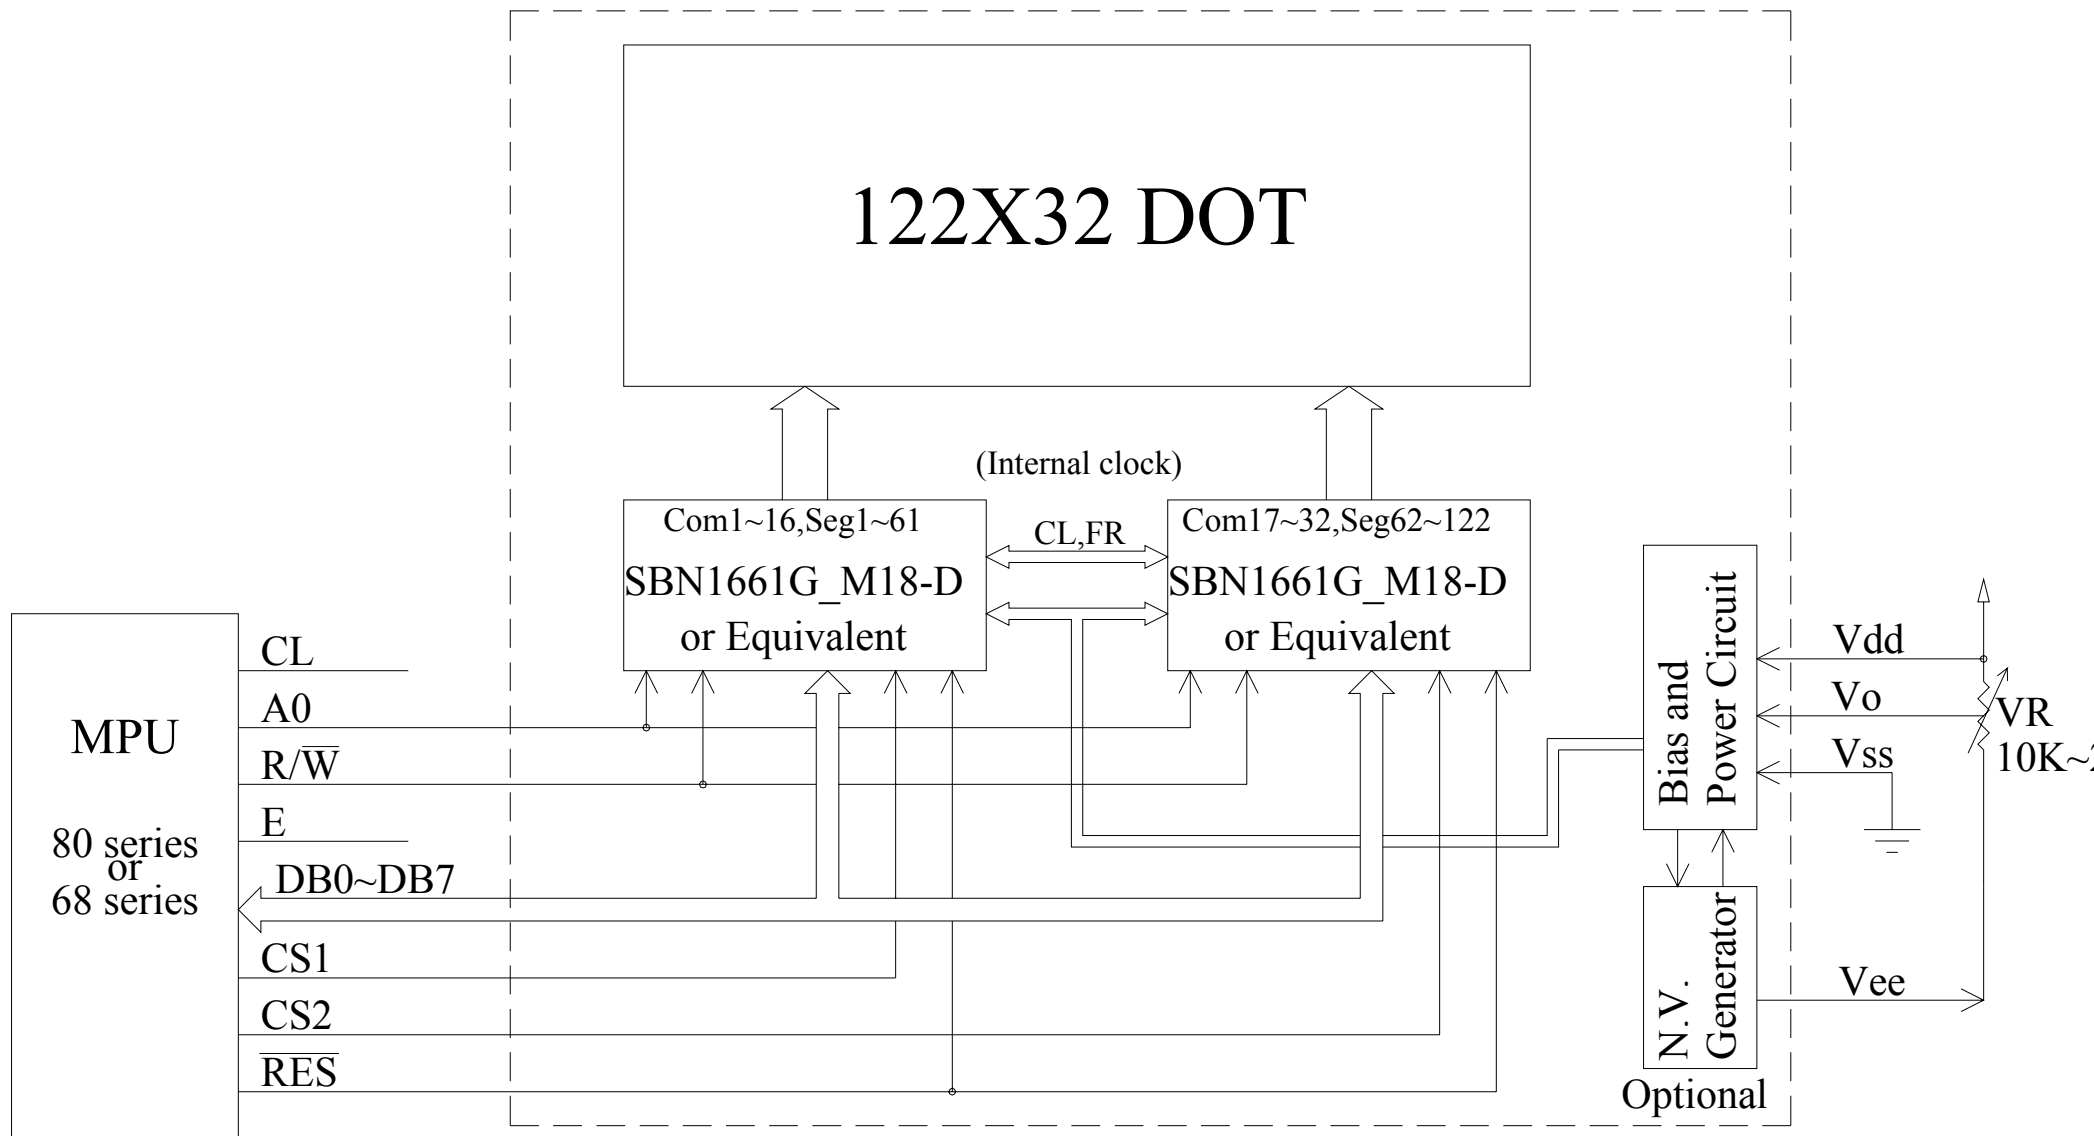 122X32 DOT
(Internal clock)
Com1~16,Seg1~61
SBN1661G_M18-D
or Equivalent
CL,FR
Com17~32,Seg62~122
SBN1661G_M18-D
or Equivalent
MPU
80 series
or
68 series
CL
A0
R/W̅
E
DB0~DB7
CS1
CS2
R̅E̅S̅
Bias and
Power Circuit
Vdd
Vo
Vss
VR
10K~
N.V.
Generator
Vee
Optional